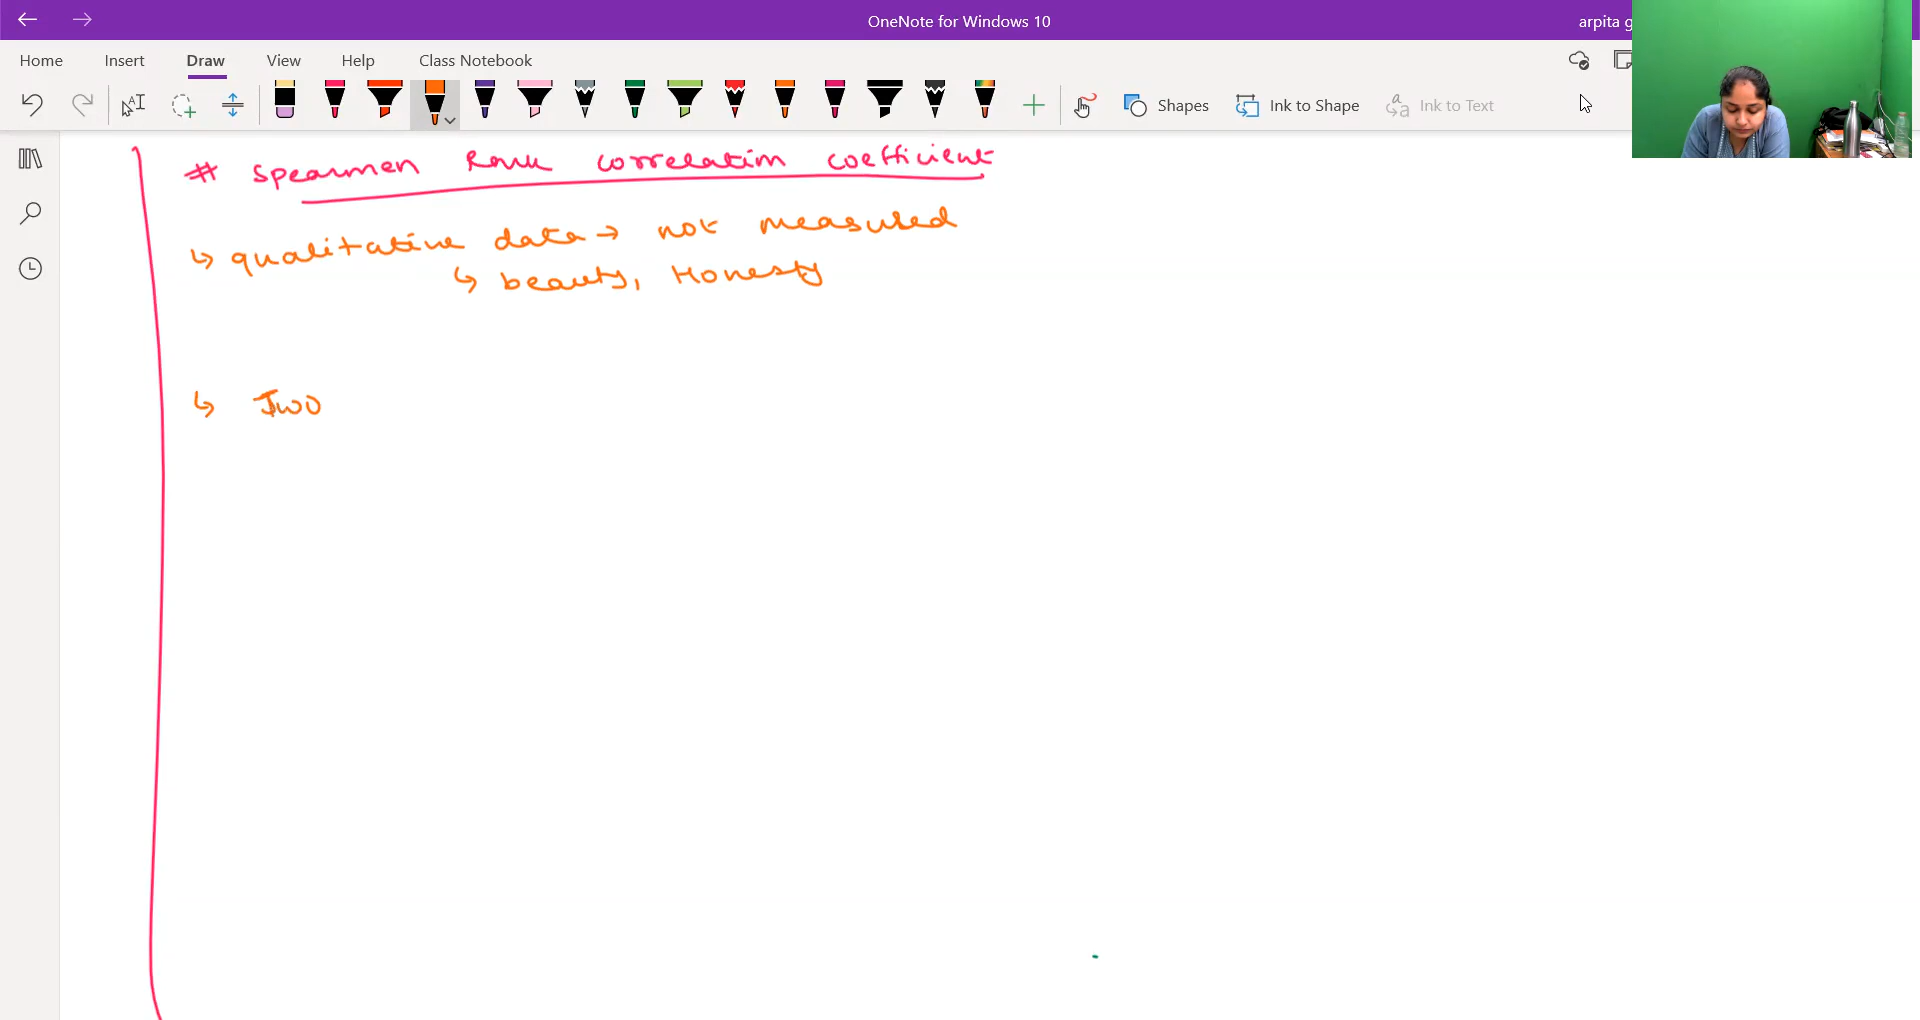 OneNote for Windows 10
arpita g
Home Insert Draw View Help Class Notebook
Shapes Ink to Shape Ink to Text
# Spearmen Rank correlation coefficient
↳ qualitative data → not measured
↳ beauty, Honesty
↳ Two